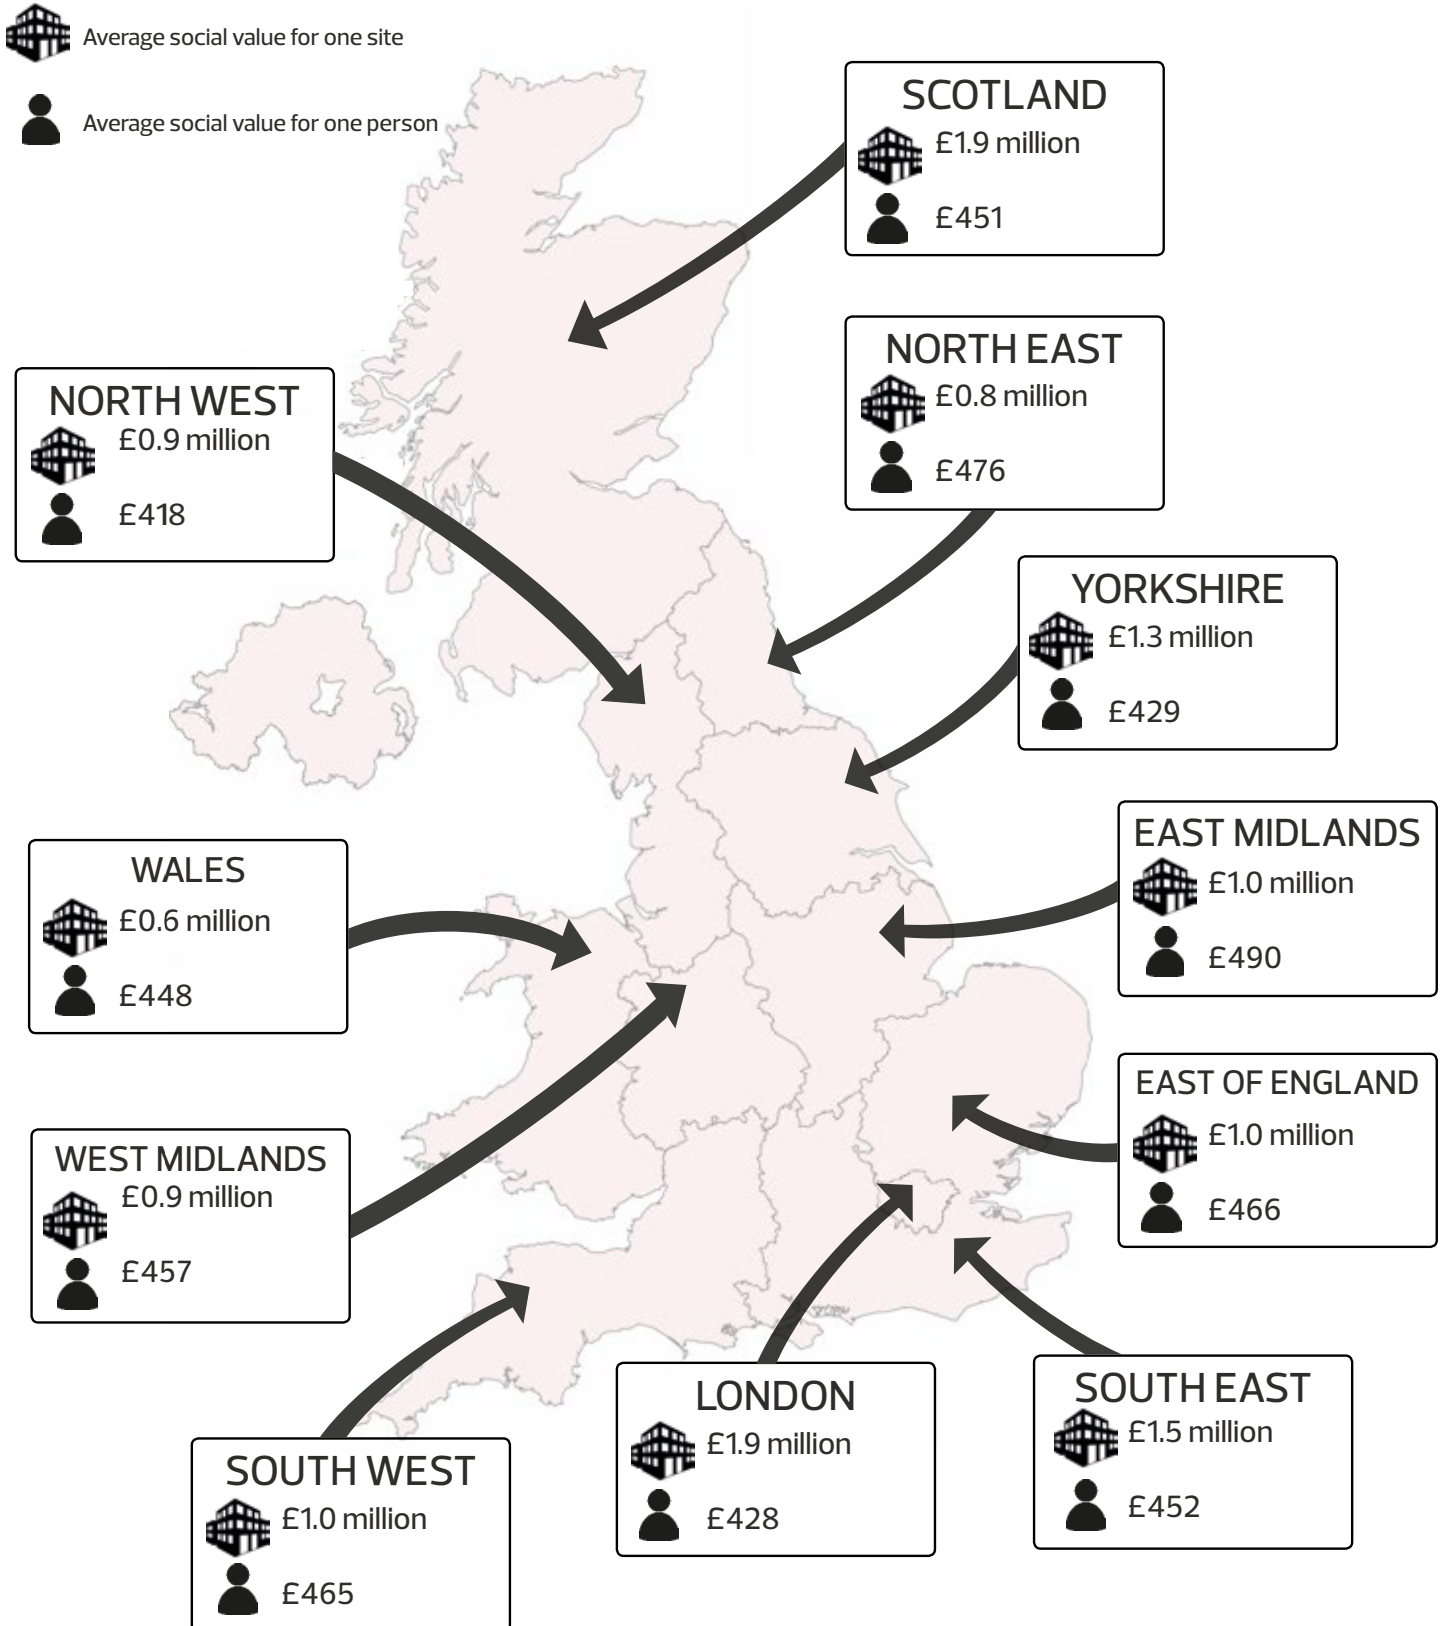 Average social value for one site
Average social value for one person
SCOTLAND
£1.9 million
£451
NORTH EAST
£0.8 million
£476
NORTH WEST
£0.9 million
£418
YORKSHIRE
£1.3 million
£429
EAST MIDLANDS
£1.0 million
£490
WALES
£0.6 million
£448
EAST OF ENGLAND
£1.0 million
£466
WEST MIDLANDS
£0.9 million
£457
LONDON
£1.9 million
£428
SOUTH EAST
£1.5 million
£452
SOUTH WEST
£1.0 million
£465